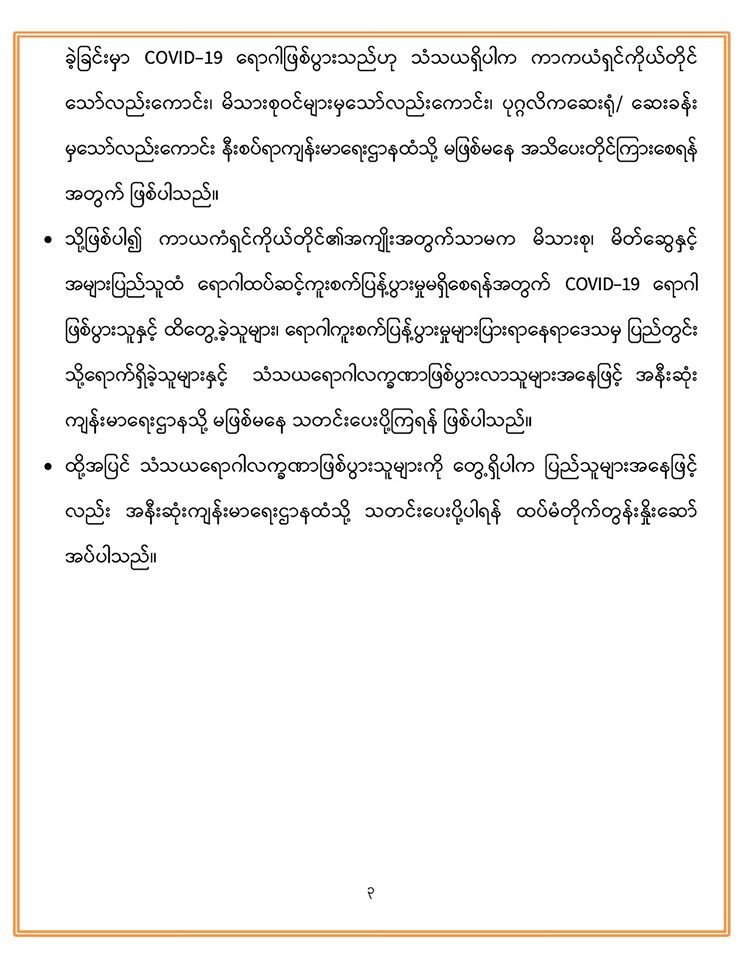 ခဲ့ခြင်းမှာ COVID-19 ရောဂါဖြစ်ပွားသည်ဟု သံသယရှိပါက ကာကယံရှင်ကိုယ်တိုင်
သော်လည်းကောင်း၊ မိသားစုဝင်များမှသော်လည်းကောင်း၊ ပုဂ္ဂလိကဆေးရုံ/ ဆေးခန်း
မှသော်လည်းကောင်း နီးစပ်ရာကျန်းမာရေးဌာနထံသို့ မဖြစ်မနေ အသိပေးတိုင်ကြားစေရန်
အတွက် ဖြစ်ပါသည်။
• သို့ဖြစ်ပါ၍ ကာယကံရှင်ကိုယ်တိုင်၏အကျိုးအတွက်သာမက မိသားစု၊ မိတ်ဆွေနှင့်
အများပြည်သူထံ ရောဂါထပ်ဆင့်ကူးစက်ပြန့်ပွားမှုမရှိစေရန်အတွက် COVID-19 ရောဂါ
ဖြစ်ပွားသူနှင့် ထိတွေ့ခဲ့သူများ၊ ရောဂါကူးစက်ပြန့်ပွားမှုများပြားရာနေရာဒေသမှ ပြည်တွင်း
သို့ရောက်ရှိခဲ့သူများနှင့် သံသယရောဂါလက္ခဏာဖြစ်ပွားလာသူများအနေဖြင့် အနီးဆုံး
ကျန်းမာရေးဌာနသို့ မဖြစ်မနေ သတင်းပေးပို့ကြရန် ဖြစ်ပါသည်။
• ထို့အပြင် သံသယရောဂါလက္ခဏာဖြစ်ပွားသူများကို တွေ့ရှိပါက ပြည်သူများအနေဖြင့်
လည်း အနီးဆုံးကျန်းမာရေးဌာနထံသို့ သတင်းပေးပို့ပါရန် ထပ်မံတိုက်တွန်းနှိုးဆော်
အပ်ပါသည်။
၃